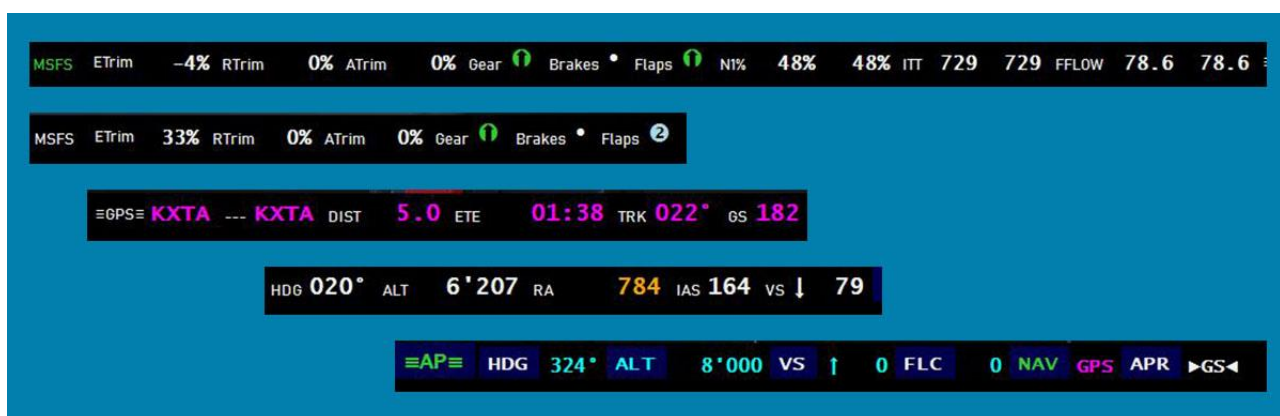 MSFS ETrim -4% RTrim 0% ATrim 0% Gear Brakes Flaps N1% 48% 48% ITT 729 729 FFLOW 78.6 78.6
MSFS ETrim 33% RTrim 0% ATrim 0% Gear Brakes Flaps 2
≡GPS≡ KXTA --- KXTA DIST 5.0 ETE 01:38 TRK 022° GS 182
HDG 020° ALT 6'207 RA 784 IAS 164 VS ↓ 79
≡AP≡ HDG 324° ALT 8'000 VS ↑ 0 FLC 0 NAV GPS APR ►GS◄